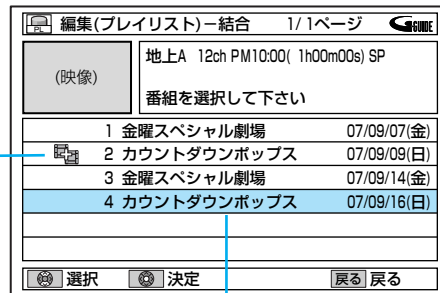 PL 編集(プレイリスト)−結合 1/1ページ GGUIDE
(映像)
地上A 12ch PM10:00( 1h00m00s) SP
番組を選択して下さい
1 金曜スペシャル劇場 07/09/07(金)
2 カウントダウンポップス 07/09/09(日)
3 金曜スペシャル劇場 07/09/14(金)
4 カウントダウンポップス 07/09/16(日)
選択 決定 戻る 戻る